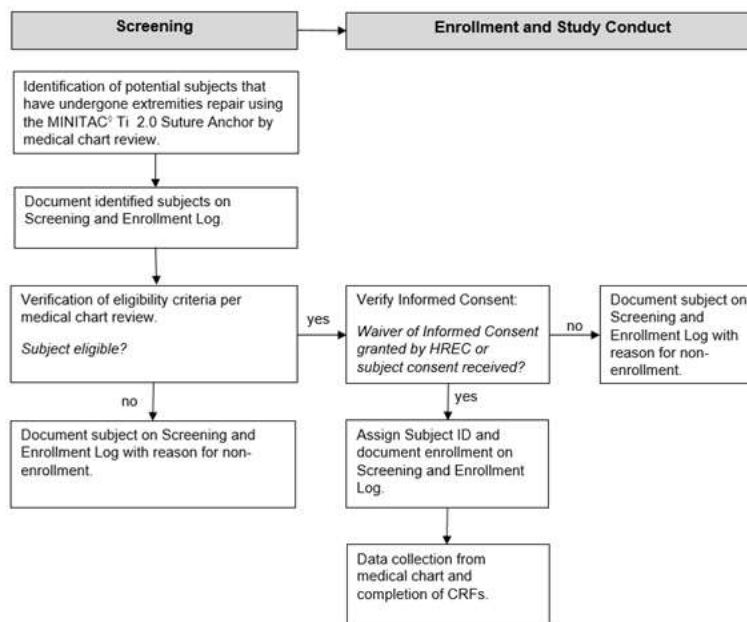 Screening
Enrollment and Study Conduct
Identification of potential subjects that
have undergone extremities repair using
the MINITAC◊ Ti 2.0 Suture Anchor by
medical chart review.
Document identified subjects on
Screening and Enrollment Log.
Verification of eligibility criteria per
medical chart review.
Subject eligible?
yes
Verify Informed Consent:
Waiver of Informed Consent
granted by HREC or
subject consent received?
no
Document subject on
Screening and
Enrollment Log with
reason for non-
enrollment.
no
Document subject on Screening and
Enrollment Log with reason for non-
enrollment.
yes
Assign Subject ID and
document enrollment on
Screening and Enrollment
Log.
Data collection from
medical chart and
completion of CRFs.